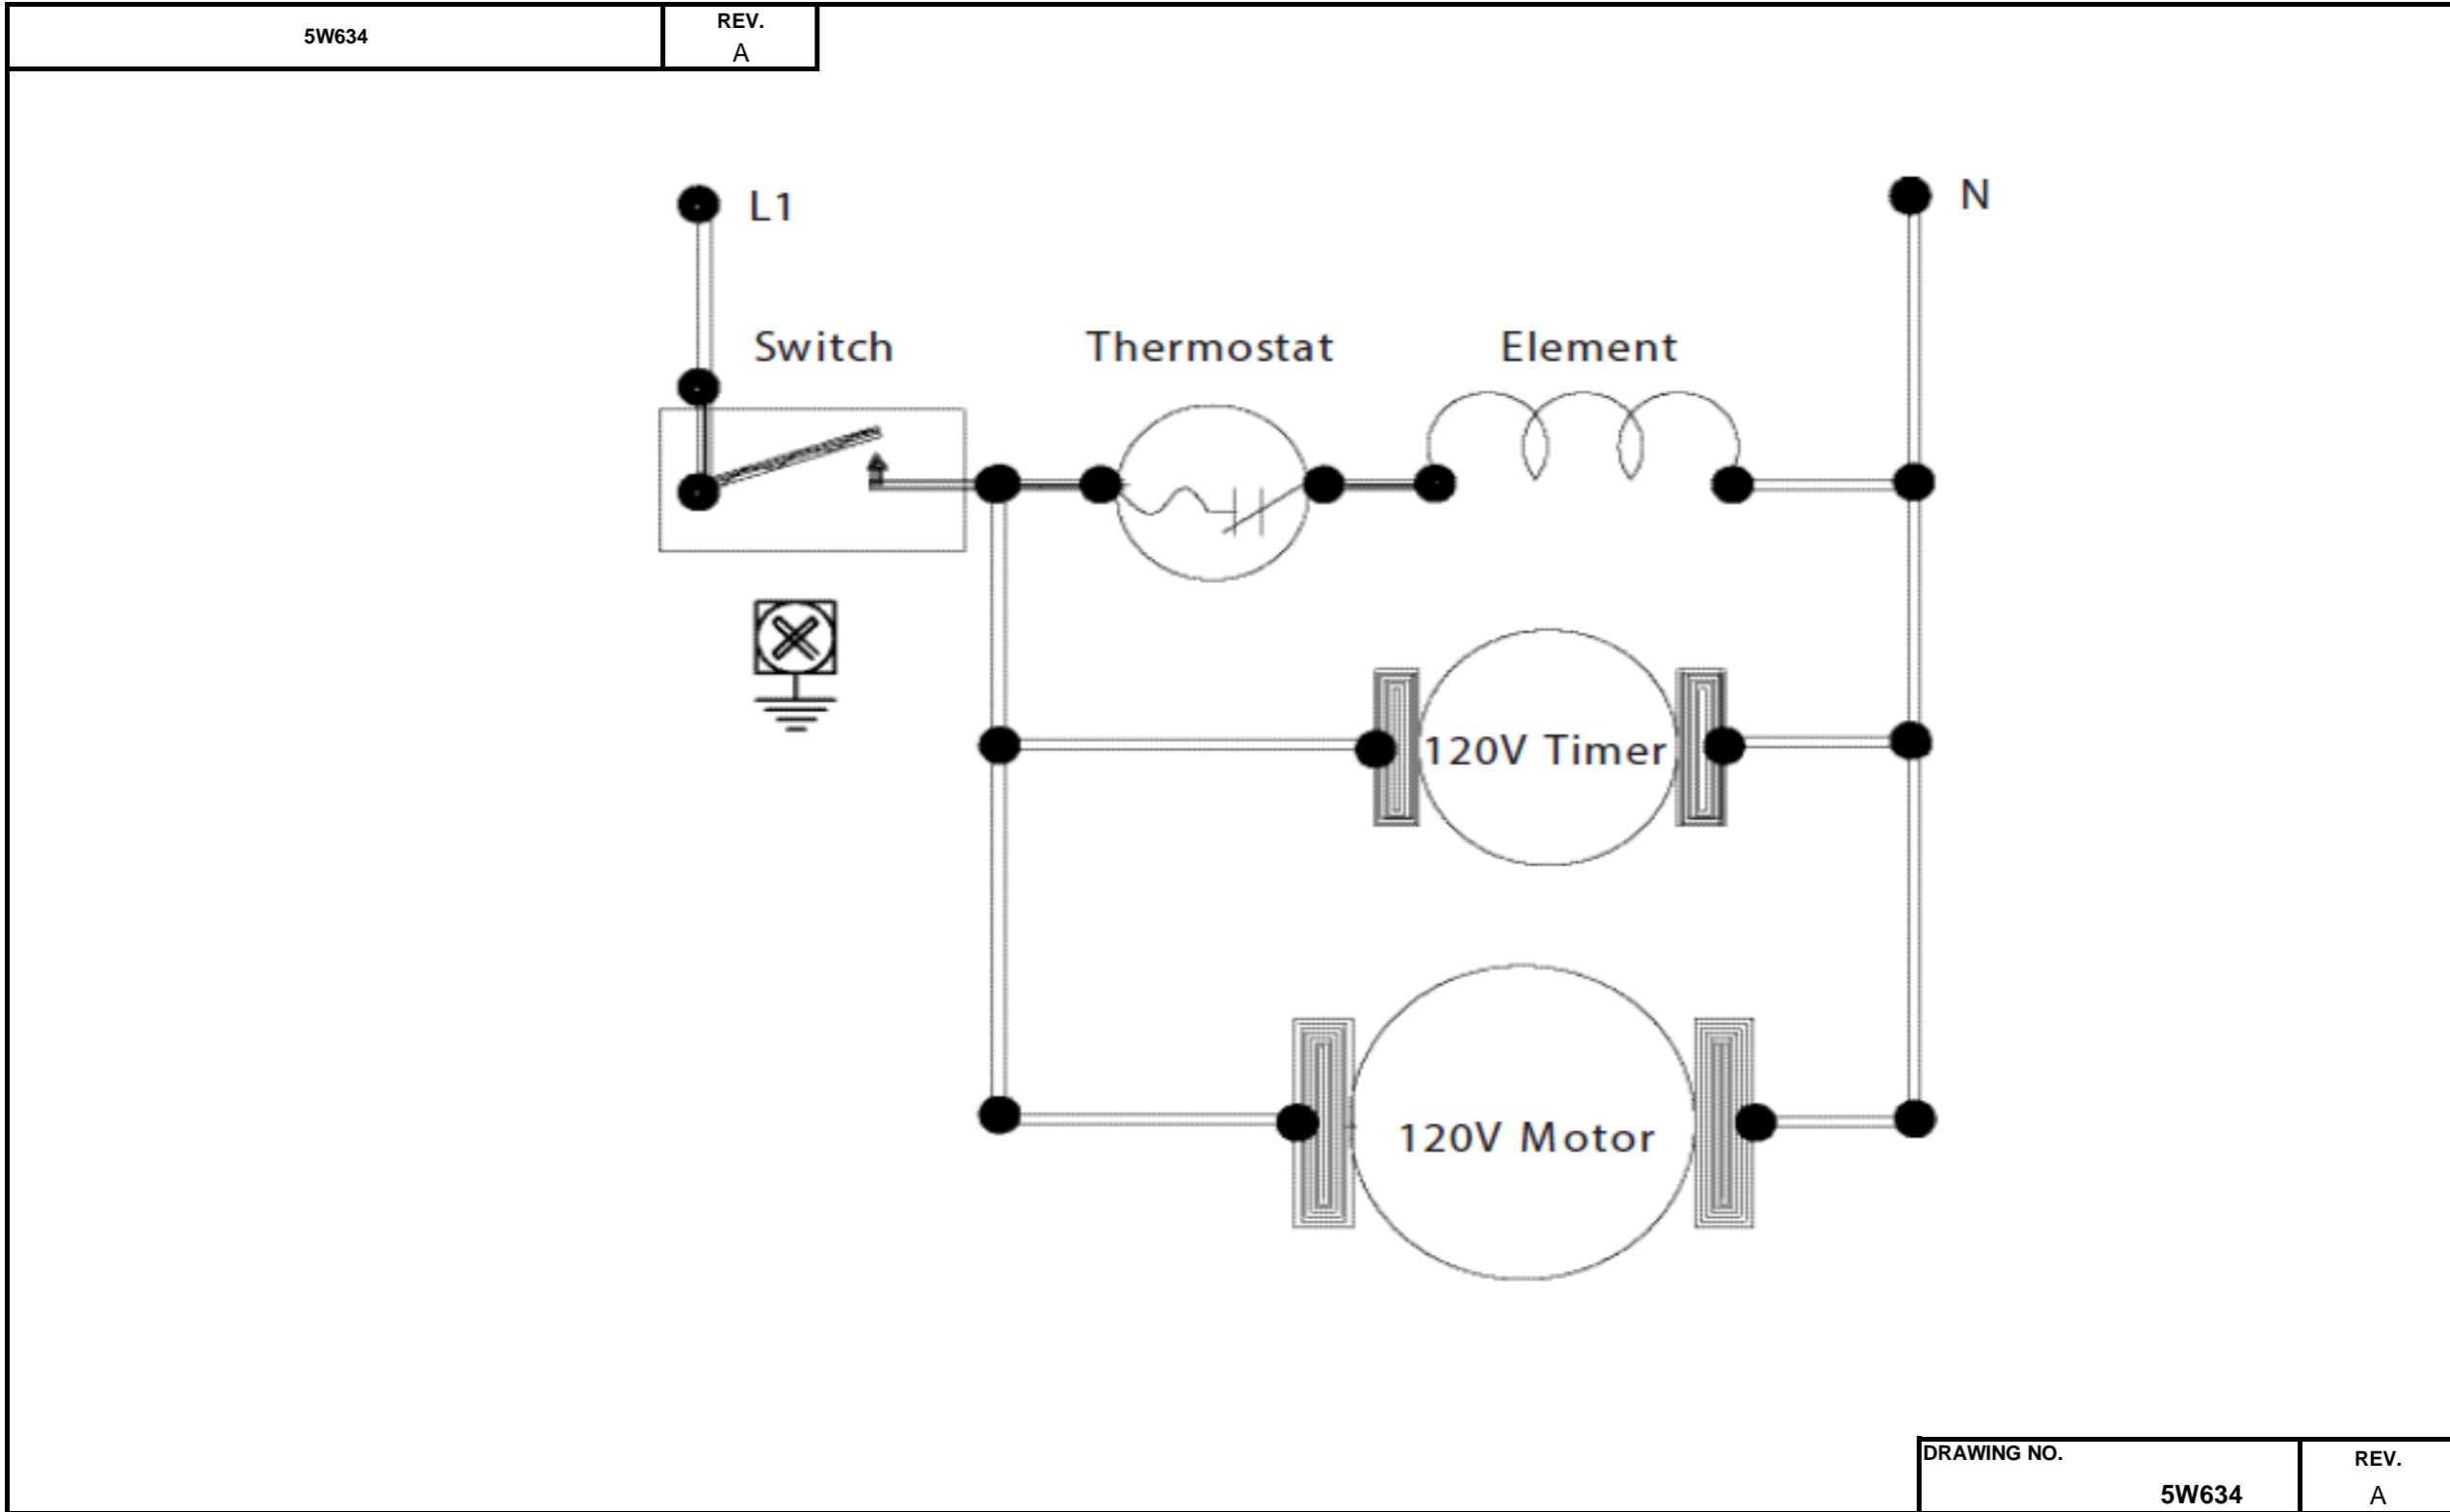 5W634
REV.
A
L1
N
Switch
Thermostat
Element
120V Timer
120V Motor
DRAWING NO.
5W634
REV.
A